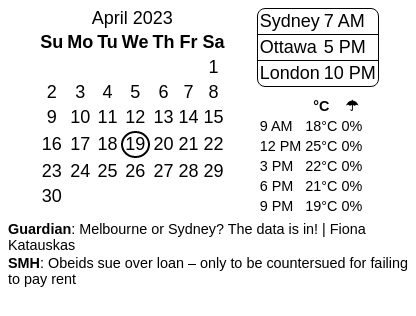 April 2023
Su Mo Tu We Th Fr Sa
1
2 3 4 5 6 7 8
9 10 11 12 13 14 15
16 17 18 19 20 21 22
23 24 25 26 27 28 29
30
Sydney 7 AM
Ottawa 5 PM
London 10 PM
°C ☂
9 AM 18°C 0%
12 PM 25°C 0%
3 PM 22°C 0%
6 PM 21°C 0%
9 PM 19°C 0%
Guardian: Melbourne or Sydney? The data is in! | Fiona
Katauskas
SMH: Obeids sue over loan – only to be countersued for failing
to pay rent